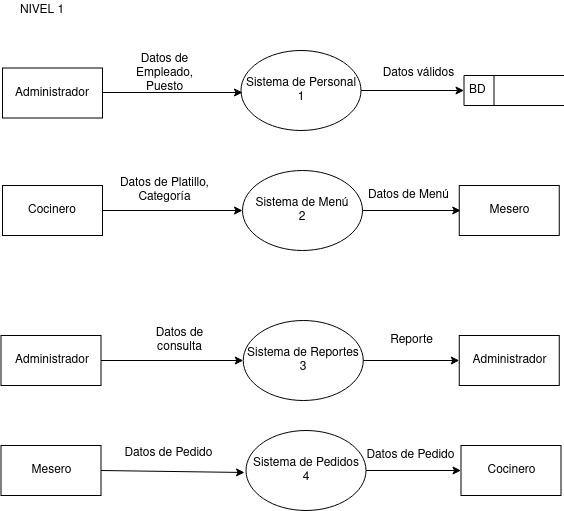 NIVEL 1
Datos de
Empleado,
Puesto
Administrador
Sistema de Personal
1
Datos válidos
BD
Datos de Platillo,
Categoría
Cocinero
Sistema de Menú
2
Datos de Menú
Mesero
Datos de
consulta
Administrador
Sistema de Reportes
3
Reporte
Administrador
Datos de Pedido
Mesero
Sistema de Pedidos
4
Datos de Pedido
Cocinero